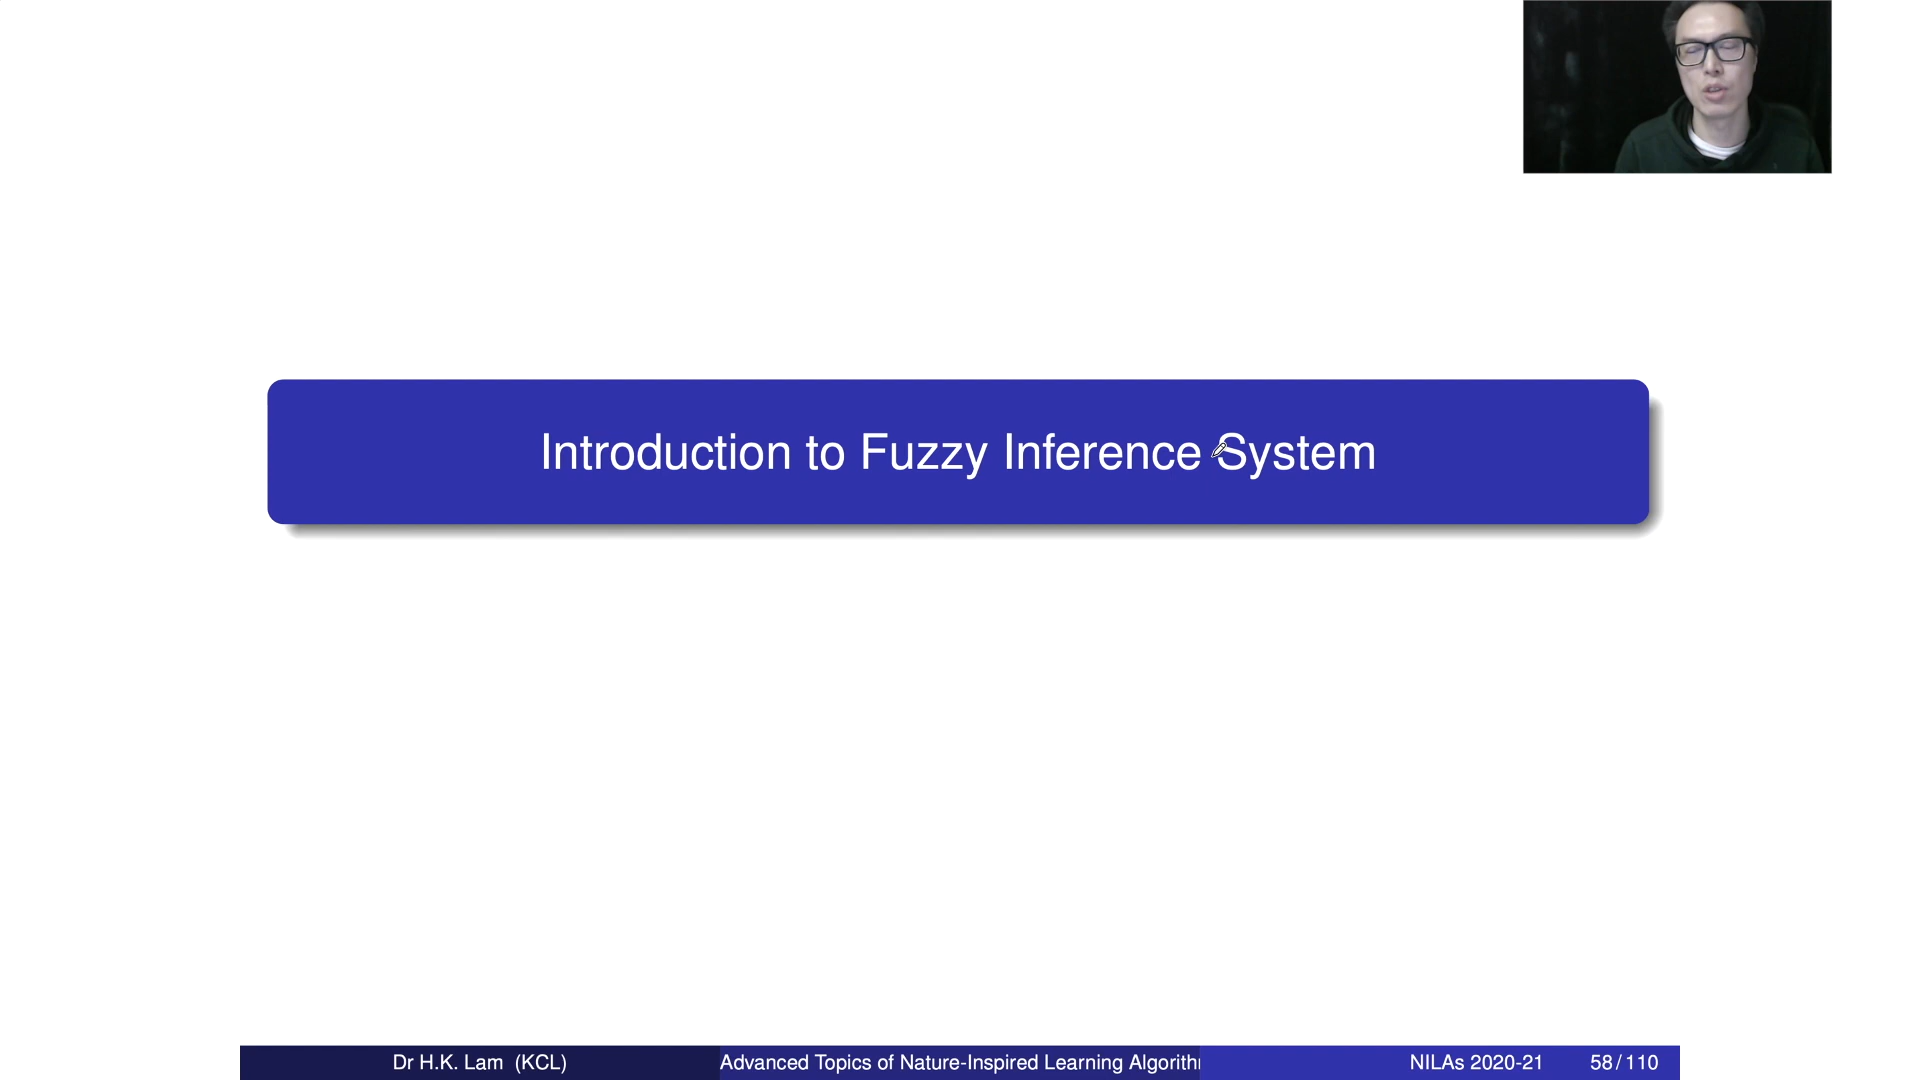 Introduction to Fuzzy Inference System
Dr H.K. Lam (KCL)
Advanced Topics of Nature-Inspired Learning Algorith
NILAs 2020-21
58 / 110